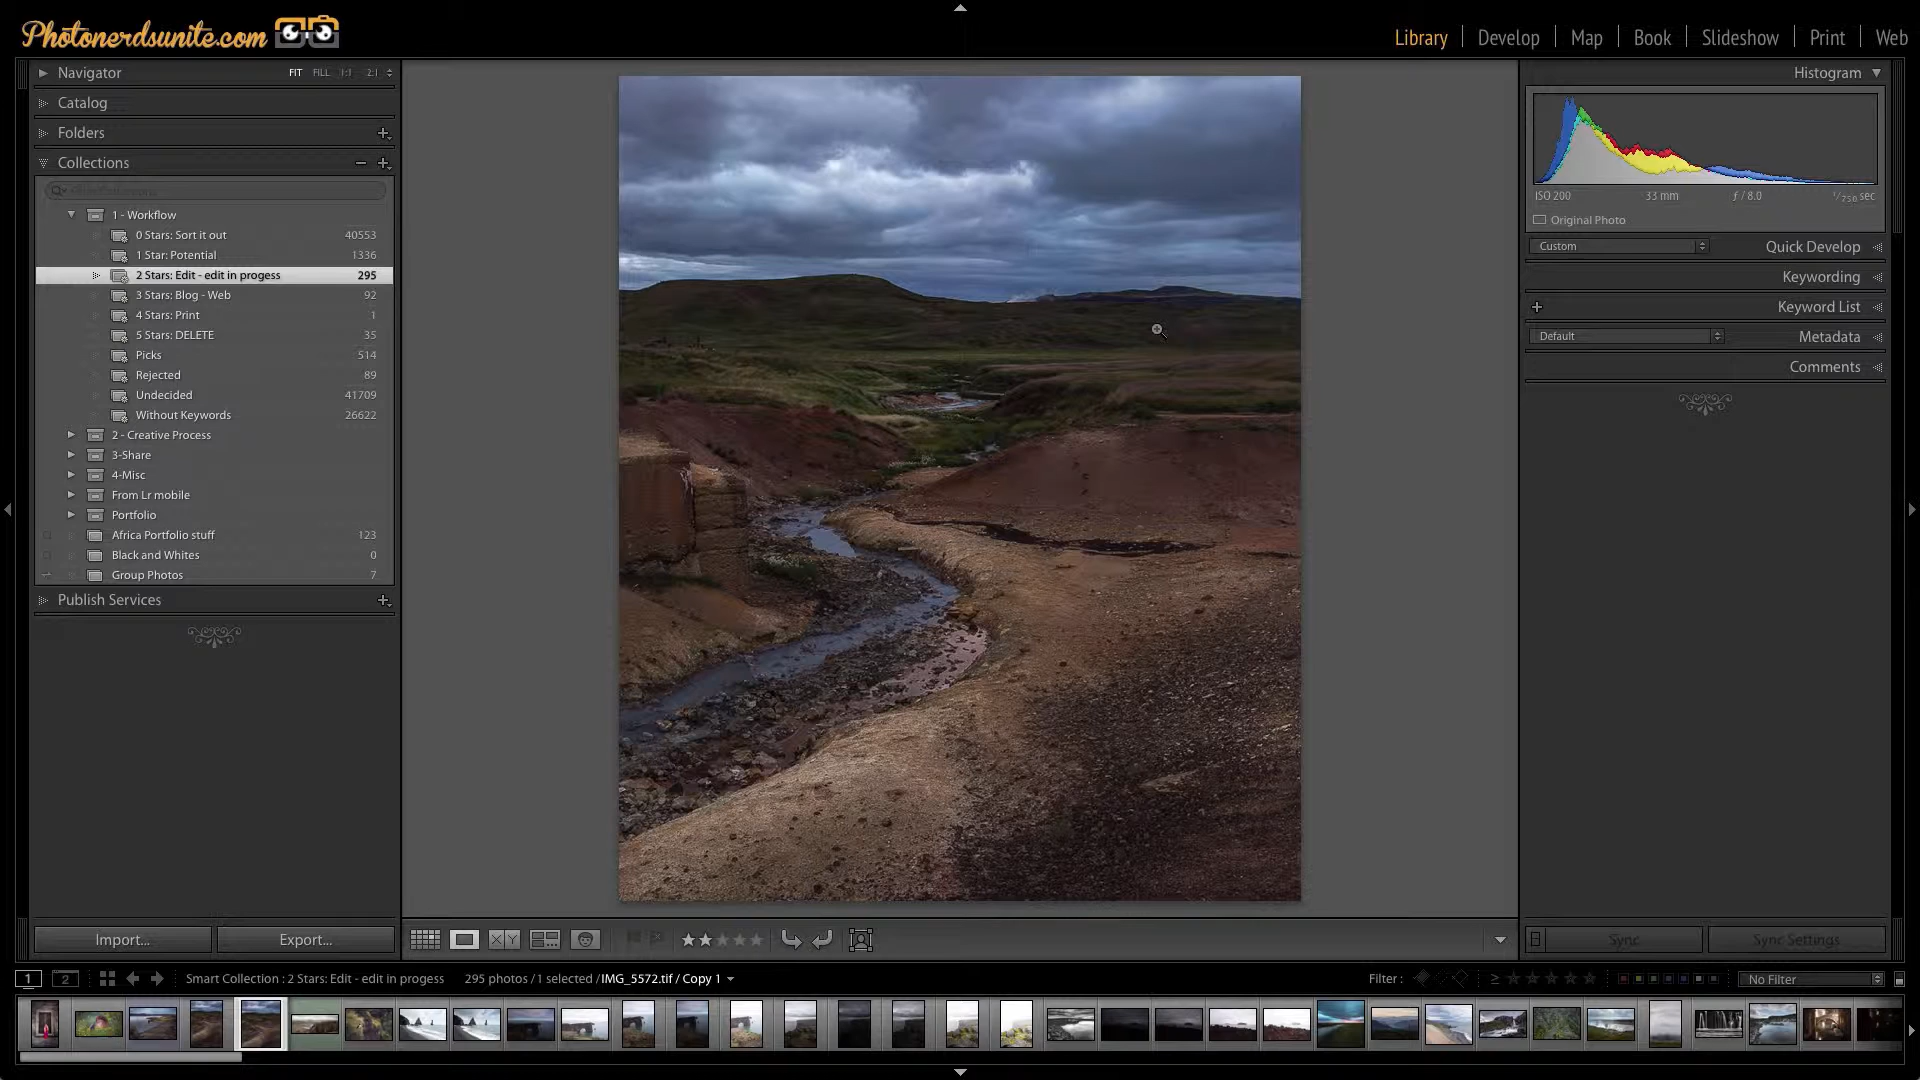 Photonerdsunite.com
Library | Develop | Map | Book | Slideshow | Print | Web
Navigator FIT FILL 1:1 2:1
Catalog
Folders
Collections
1 - Workflow
0 Stars: Sort it out 40553
1 Star: Potential 1336
2 Stars: Edit - edit in progess 295
3 Stars: Blog - Web 92
4 Stars: Print 1
5 Stars: DELETE 35
Picks 514
Rejected 89
Undecided 41709
Without Keywords 26622
2 - Creative Process
3-Share
4-Misc
From Lr mobile
Portfolio
Africa Portfolio stuff 123
Black and Whites 0
Group Photos 7
Publish Services
Import... Export...
Histogram
ISO 200 33 mm ƒ / 8.0 1/250 sec
Original Photo
Custom Quick Develop
Keywording
Keyword List
Default Metadata
Comments
X Y
Sync Sync Settings
1 2 Smart Collection : 2 Stars: Edit - edit in progess 295 photos / 1 selected / IMG_5572.tif / Copy 1 Filter : ≥ No Filter